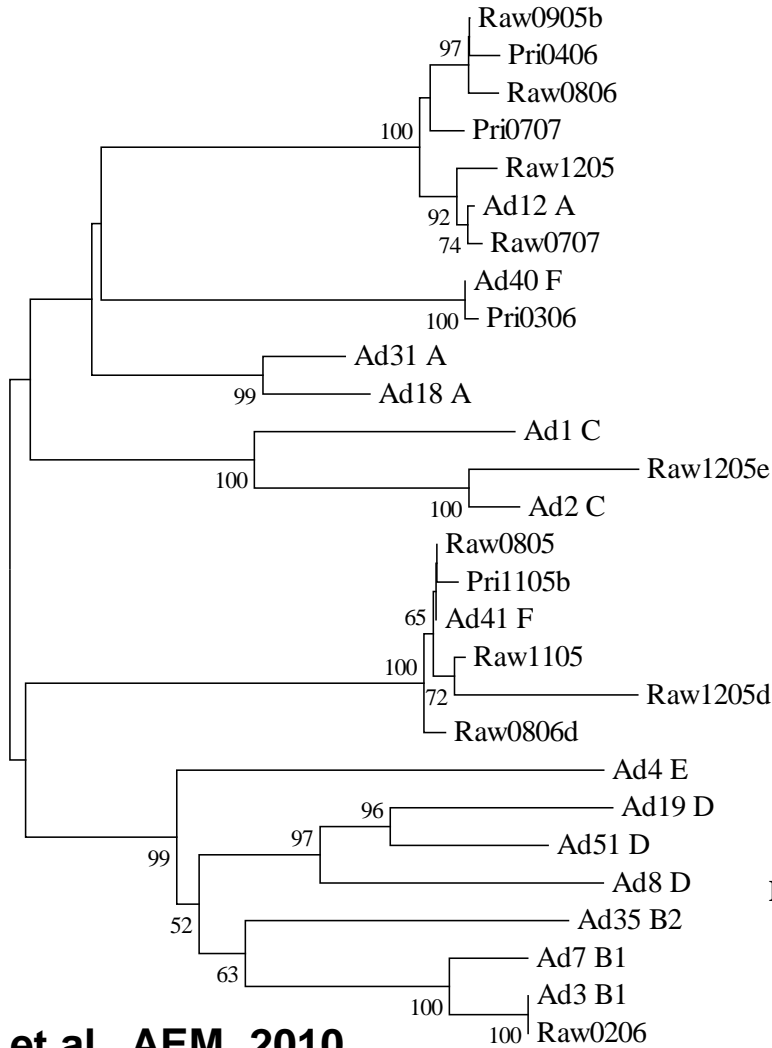 Raw0905b
97
Pri0406
Raw0806
100
Pri0707
Raw1205
Ad12 A
92
Raw0707
74
Ad40 F
Pri0306
100
Ad31 A
Ad18 A
99
Ad1 C
Raw1205e
100
Ad2 C
100
Raw0805
Pri1105b
Ad41 F
65
Raw1105
100
Raw1205d
72
Raw0806d
Ad4 E
Ad19 D
96
97
Ad51 D
99
Ad8 D
Ad35 B2
52
Ad7 B1
63
Ad3 B1
100
Raw0206
100
et al., AEM, 2010